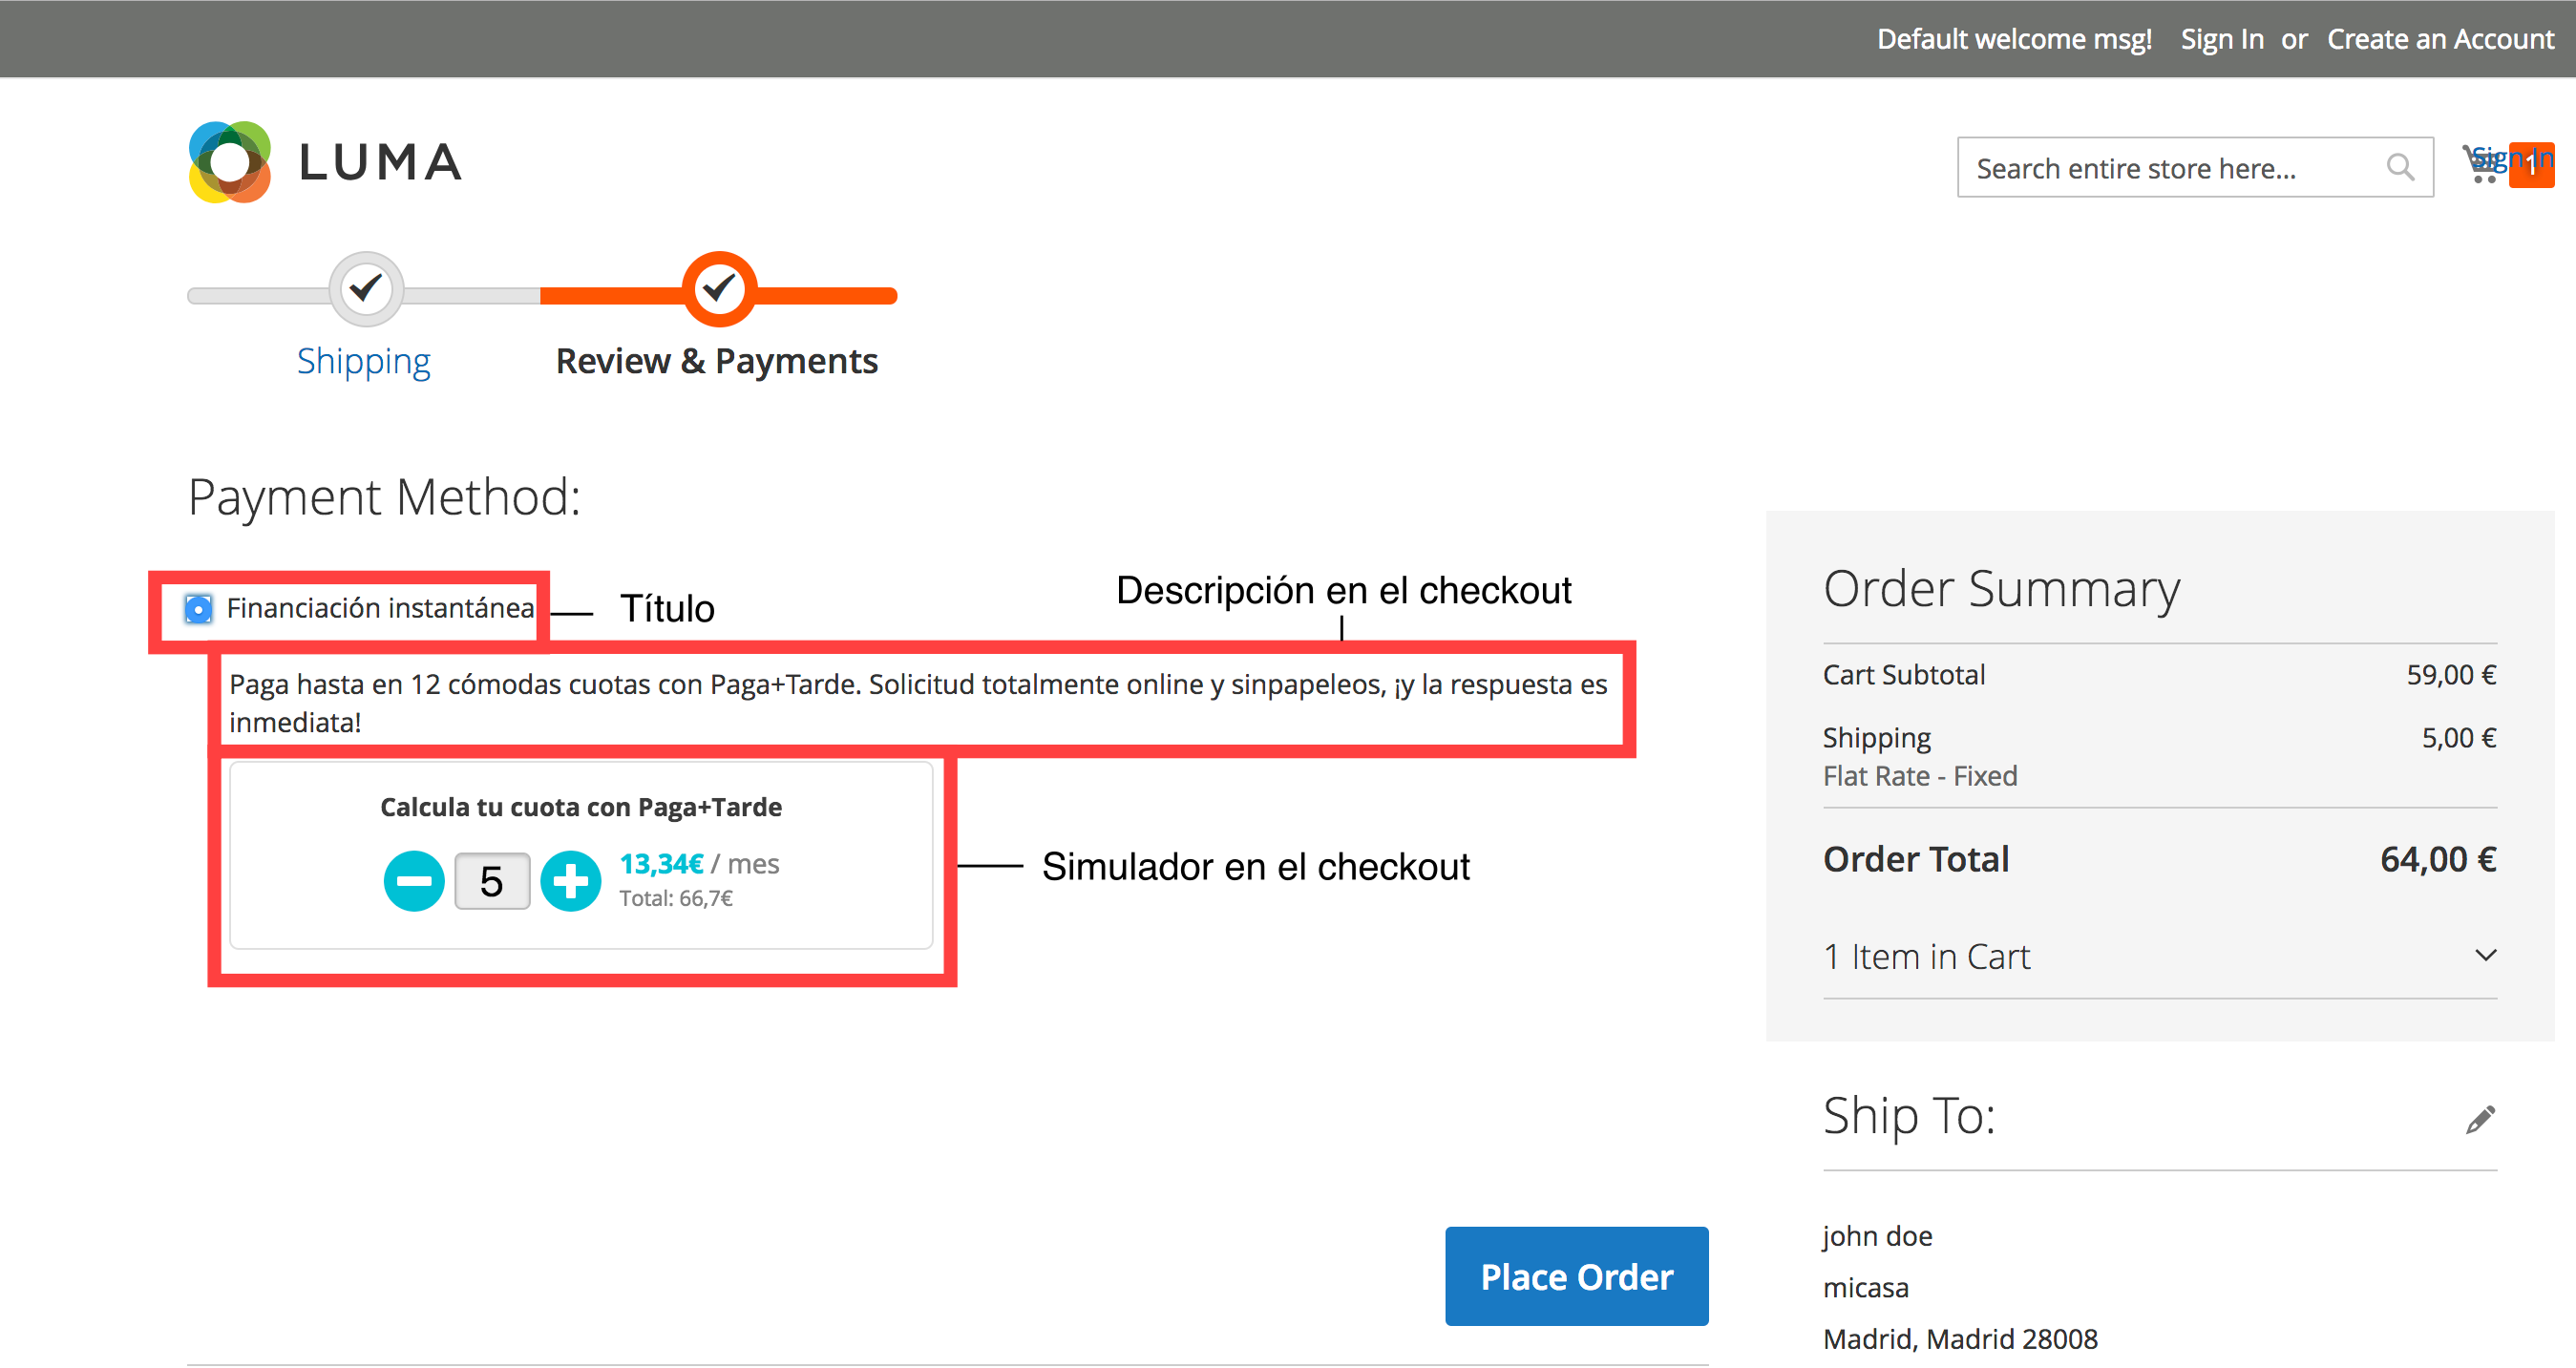 Default welcome msg! Sign In or Create an Account
LUMA
Search entire store here...
Sign In
1
Shipping
Review & Payments
Payment Method:
Financiación instantánea
Título
Descripción en el checkout
Paga hasta en 12 cómodas cuotas con Paga+Tarde. Solicitud totalmente online y sinpapeleos, ¡y la respuesta es
inmediata!
Calcula tu cuota con Paga+Tarde
5
13,34€ / mes
Total: 66,7€
Simulador en el checkout
Place Order
Order Summary
Cart Subtotal 59,00 €
Shipping 5,00 €
Flat Rate - Fixed
Order Total 64,00 €
1 Item in Cart
Ship To:
john doe
micasa
Madrid, Madrid 28008